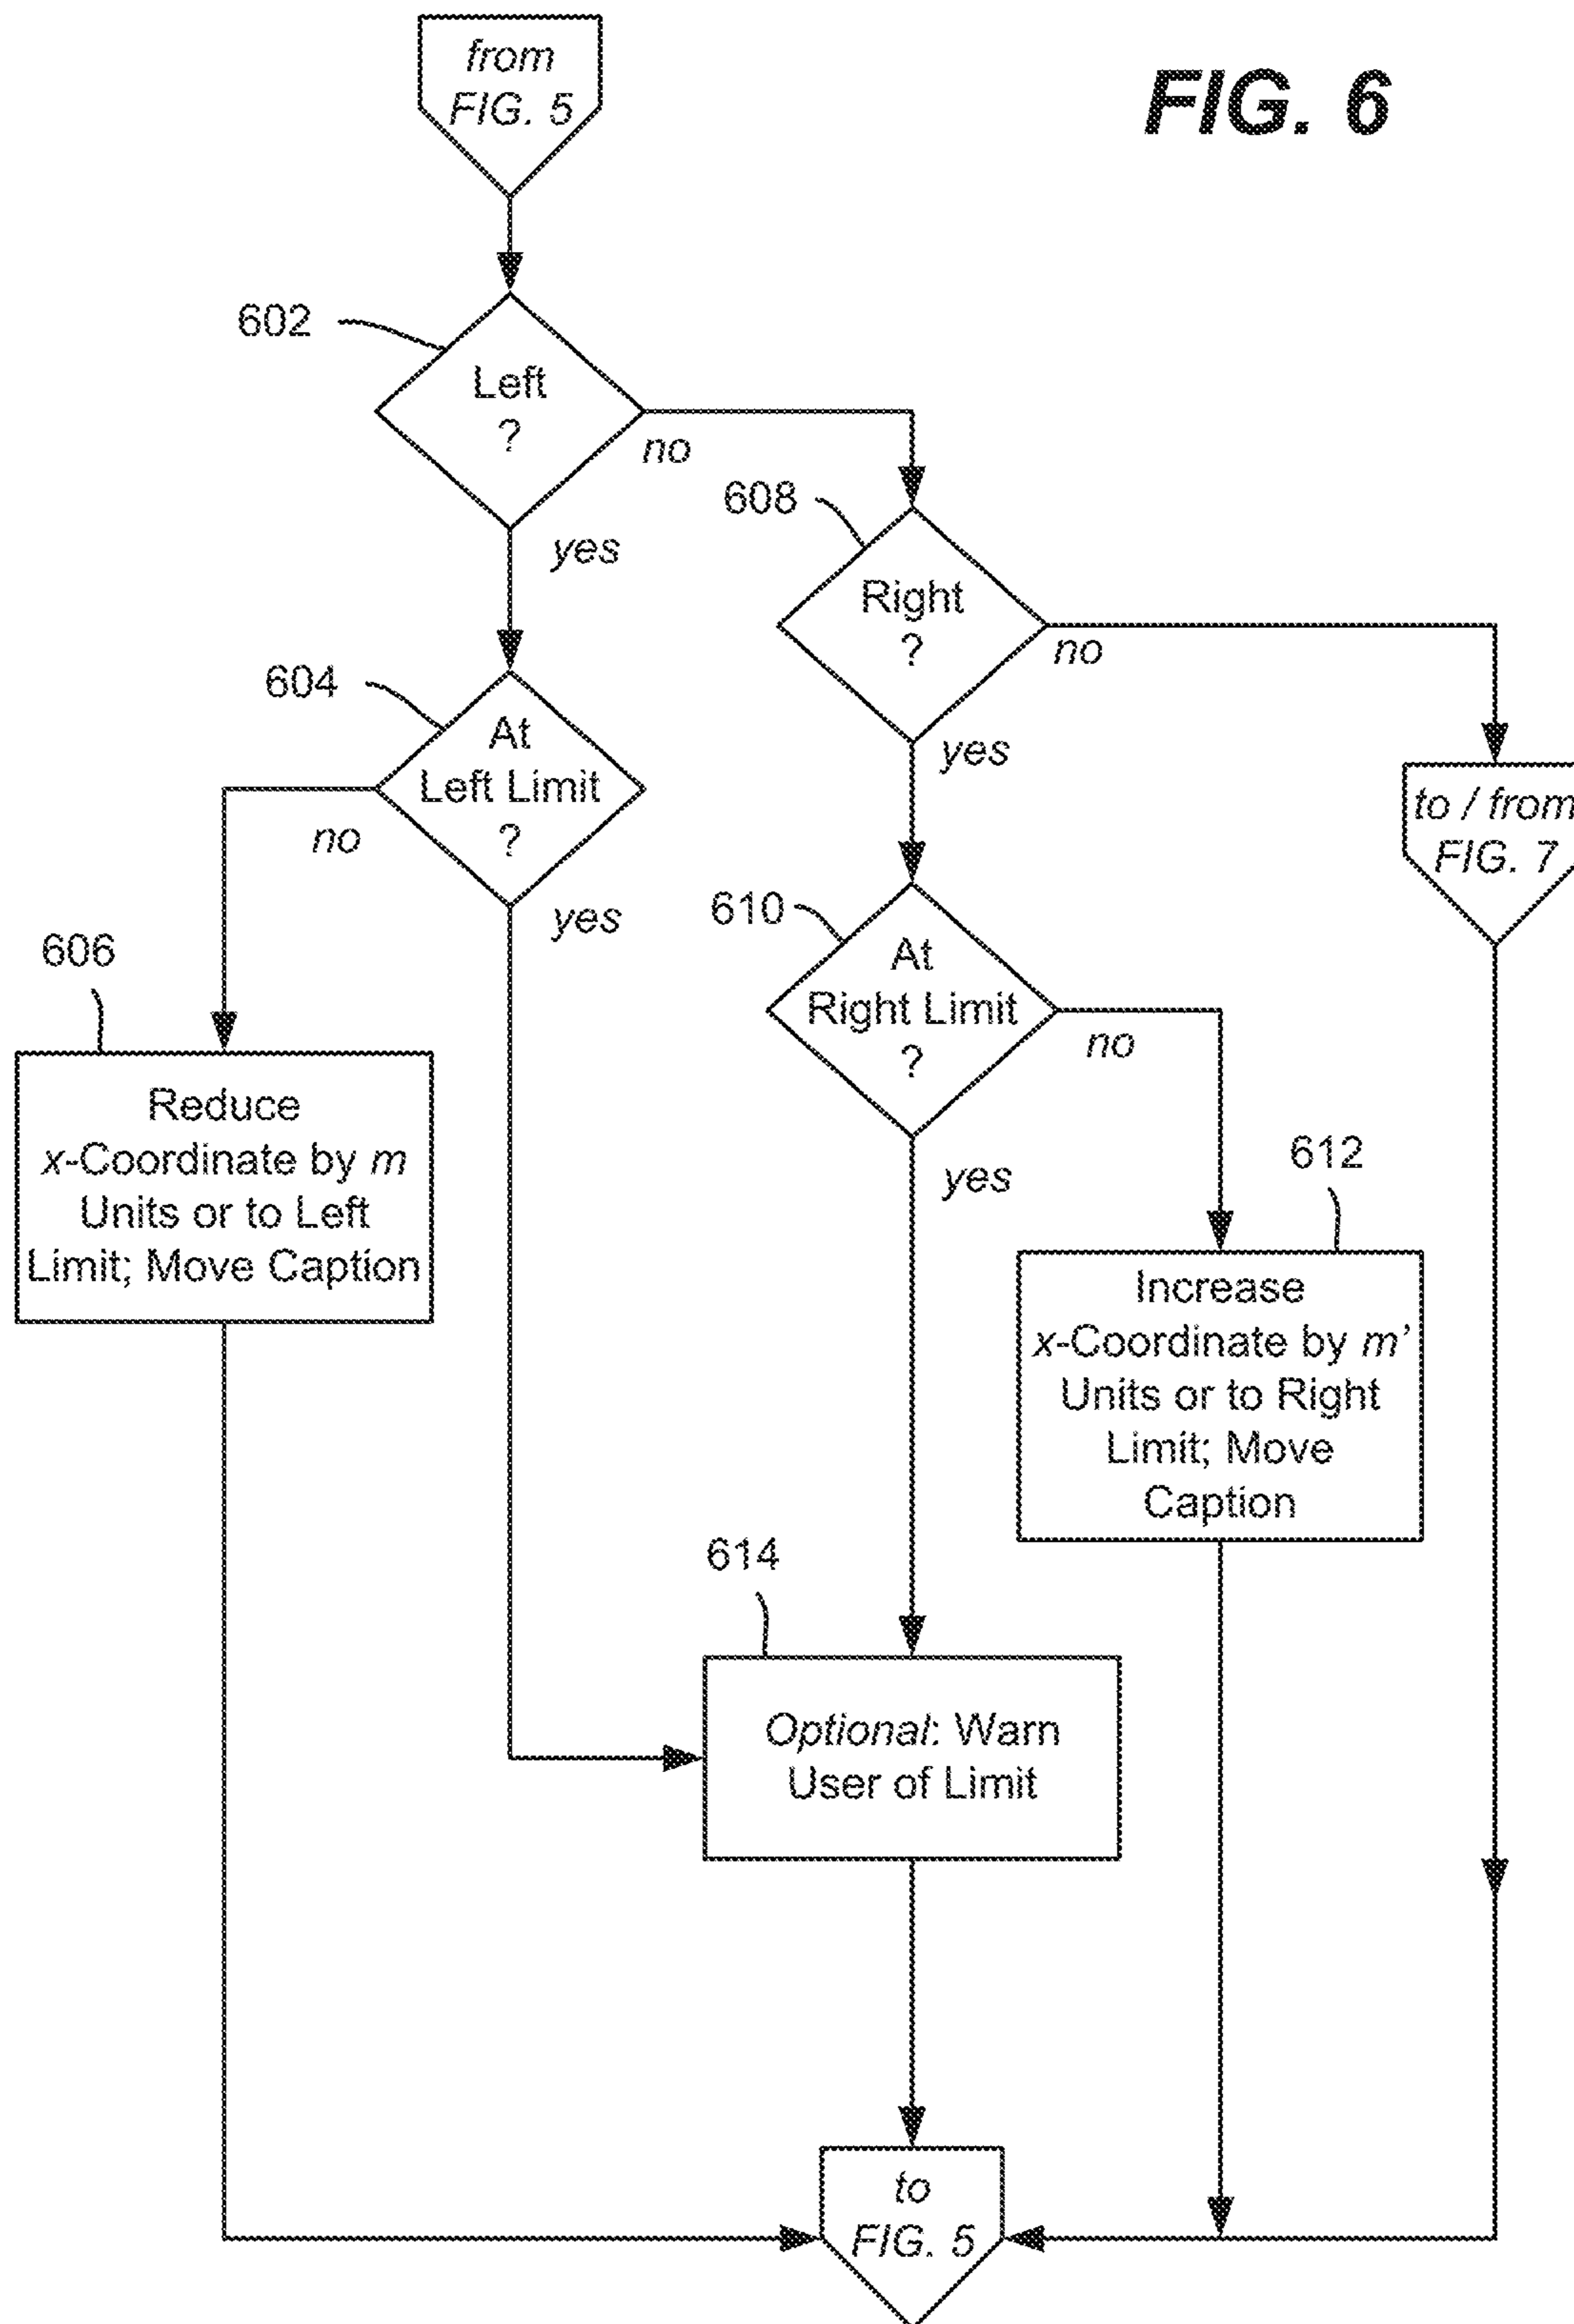 from
FIG. 5
FIG. 6
602
Left
?
no
yes
608
Right
?
no
yes
604
At
Left Limit
?
no
yes
to / from
FIG. 7
610
At
Right Limit
?
no
yes
606
Reduce
x-Coordinate by m
Units or to Left
Limit; Move Caption
612
Increase
x-Coordinate by m’
Units or to Right
Limit; Move
Caption
614
Optional: Warn
User of Limit
to
FIG. 5